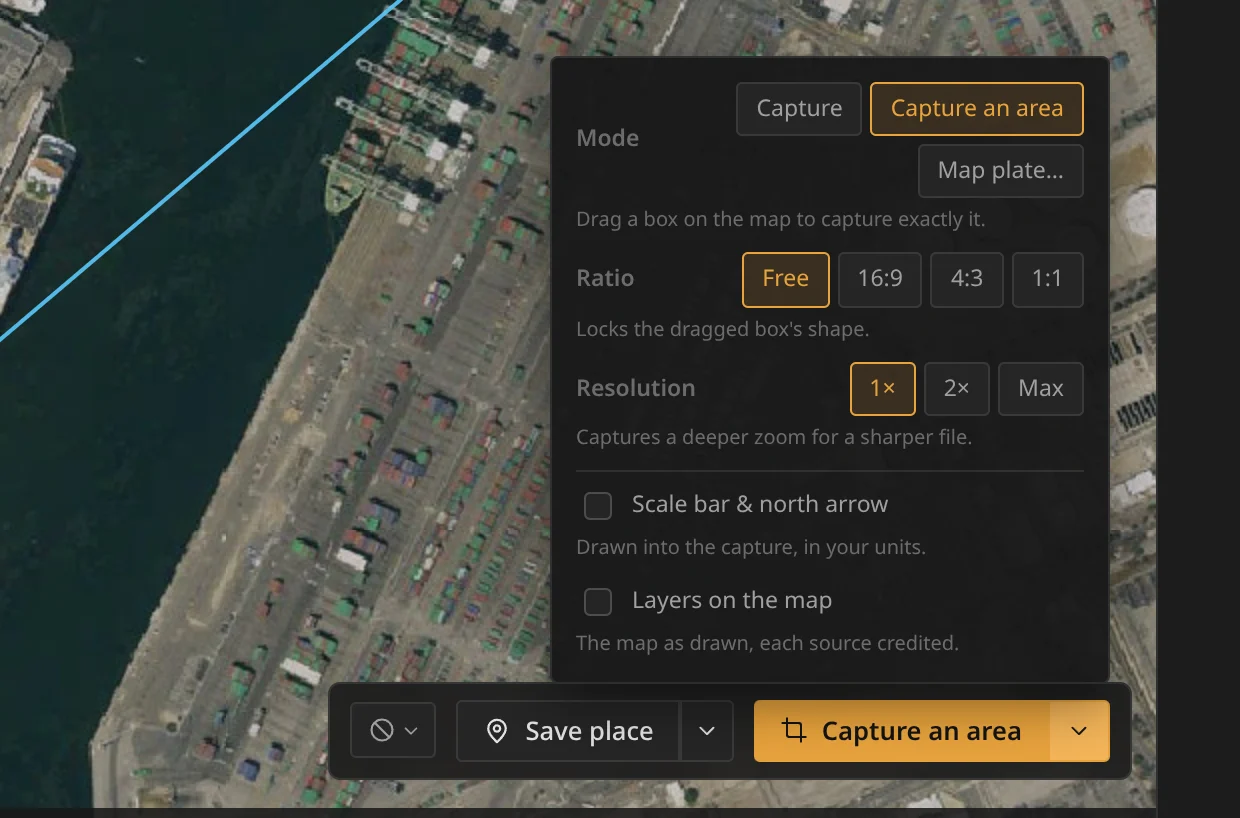 Capture
Capture an area
Mode
Map plate...
Drag a box on the map to capture exactly it.
Ratio
Free
16:9
4:3
1:1
Locks the dragged box's shape.
Resolution
1×
2×
Max
Captures a deeper zoom for a sharper file.
Scale bar & north arrow
Drawn into the capture, in your units.
Layers on the map
The map as drawn, each source credited.
Save place
Capture an area